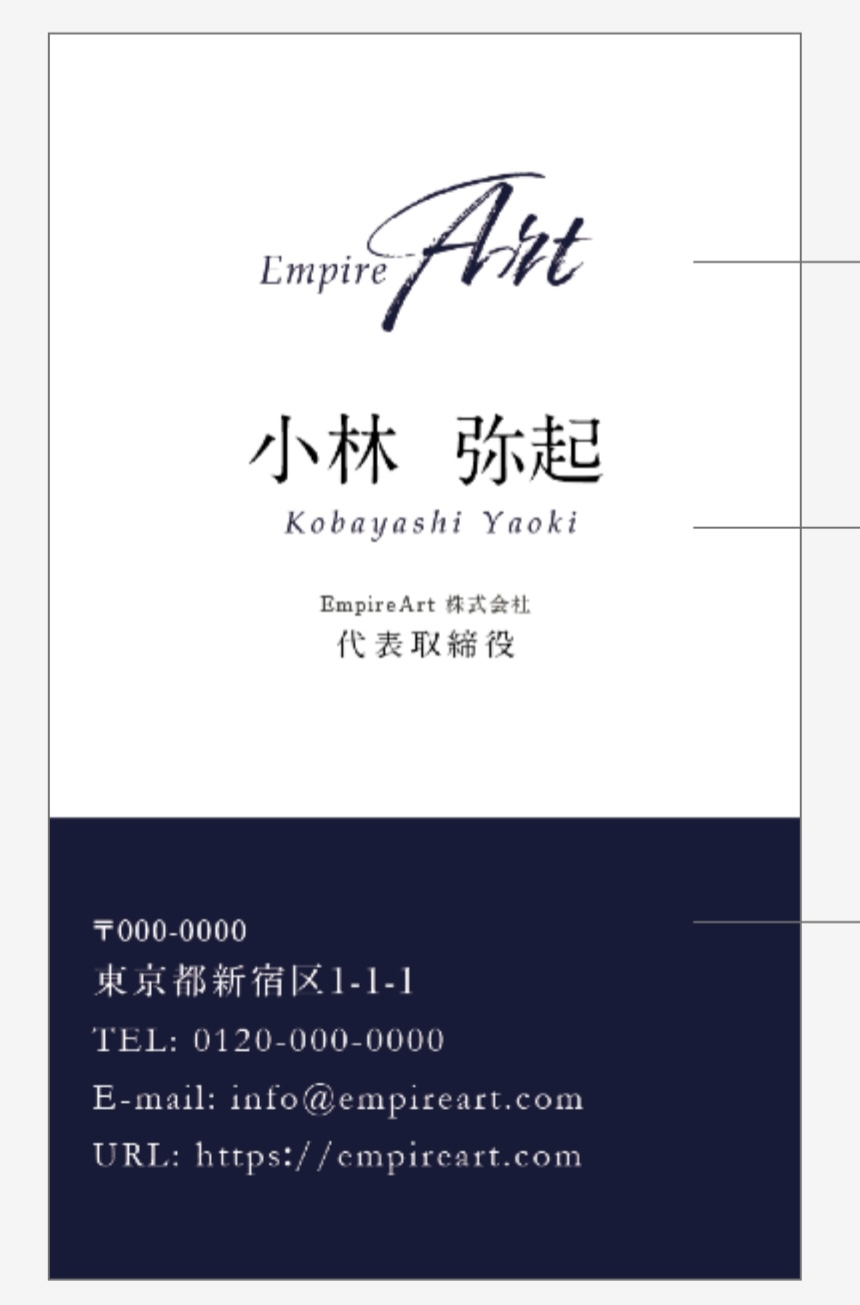 Empire Art
小林 弥起
Kobayashi Yaoki
EmpireArt 株式会社
代表取締役
〒000-0000
東京都新宿区1-1-1
TEL: 0120-000-0000
E-mail: info@empireart.com
URL: https://empireart.com